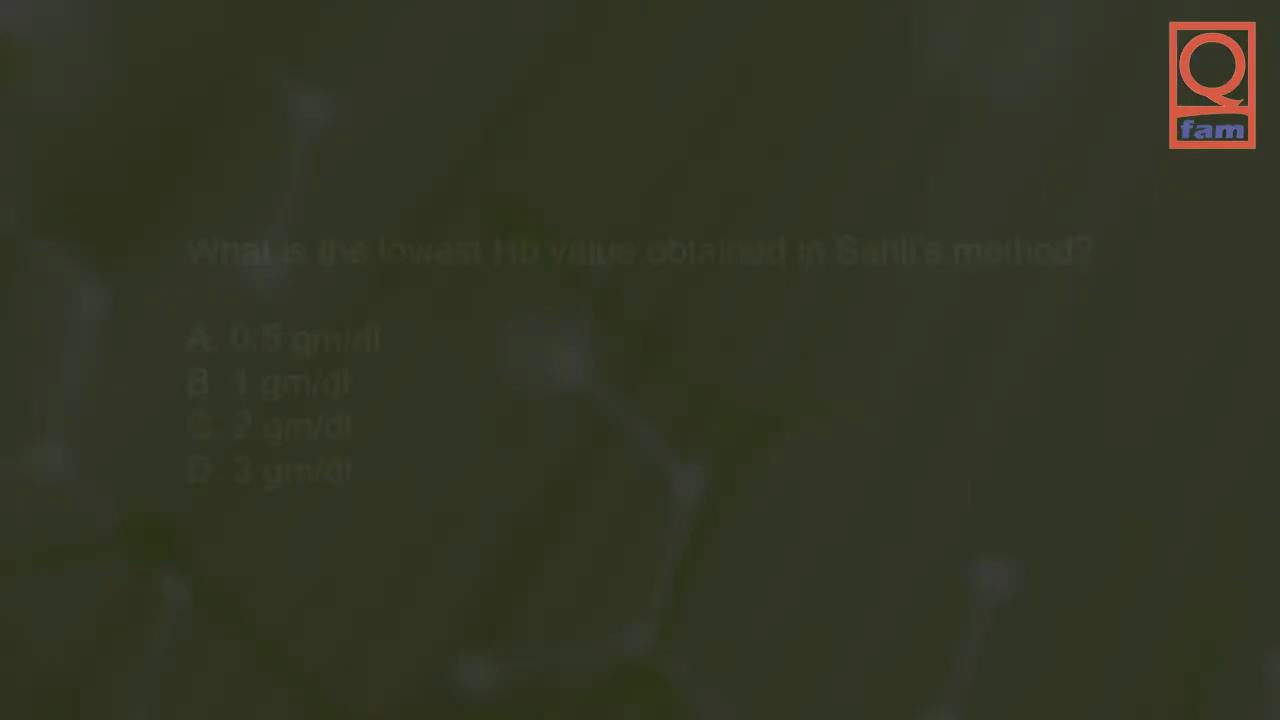 Q
fam
What is the lowest Hb value obtained in Sahli's method?
A. 0.5 gm/dl
B. 1 gm/dl
C. 2 gm/dl
D. 3 gm/dl